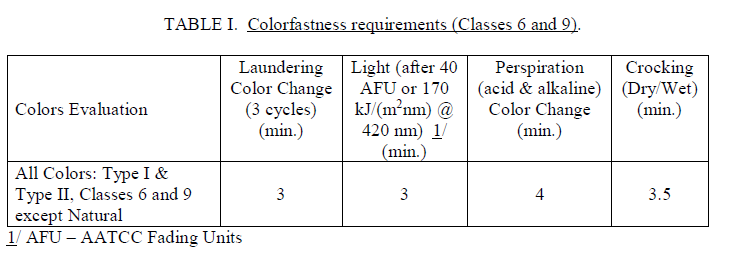 TABLE I.  Colorfastness requirements (Classes 6 and 9).
Colors Evaluation
Laundering
Color Change
(3 cycles)
(min.)
Light (after 40
AFU or 170
kJ/(m²nm) @
420 nm)  1/
(min.)
Perspiration
(acid & alkaline)
Color Change
(min.)
Crocking
(Dry/Wet)
(min.)
All Colors: Type I &
Type II, Classes 6 and 9
except Natural
3
3
4
3.5
1/ AFU – AATCC Fading Units